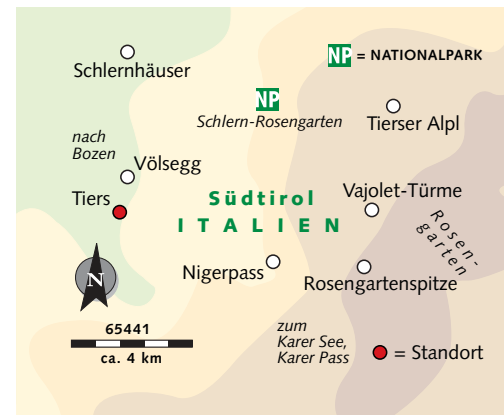 Schlernhäuser
NP = NATIONALPARK
NP
Schlern-Rosengarten
Tierser Alpl
nach
Bozen
Völsegg
Tiers
Südtirol
ITALIEN
Vajolet-Türme
Rosen-
garten
Nigerpass
Rosengartenspitze
N
65441
ca. 4 km
zum
Karer See,
Karer Pass
= Standort